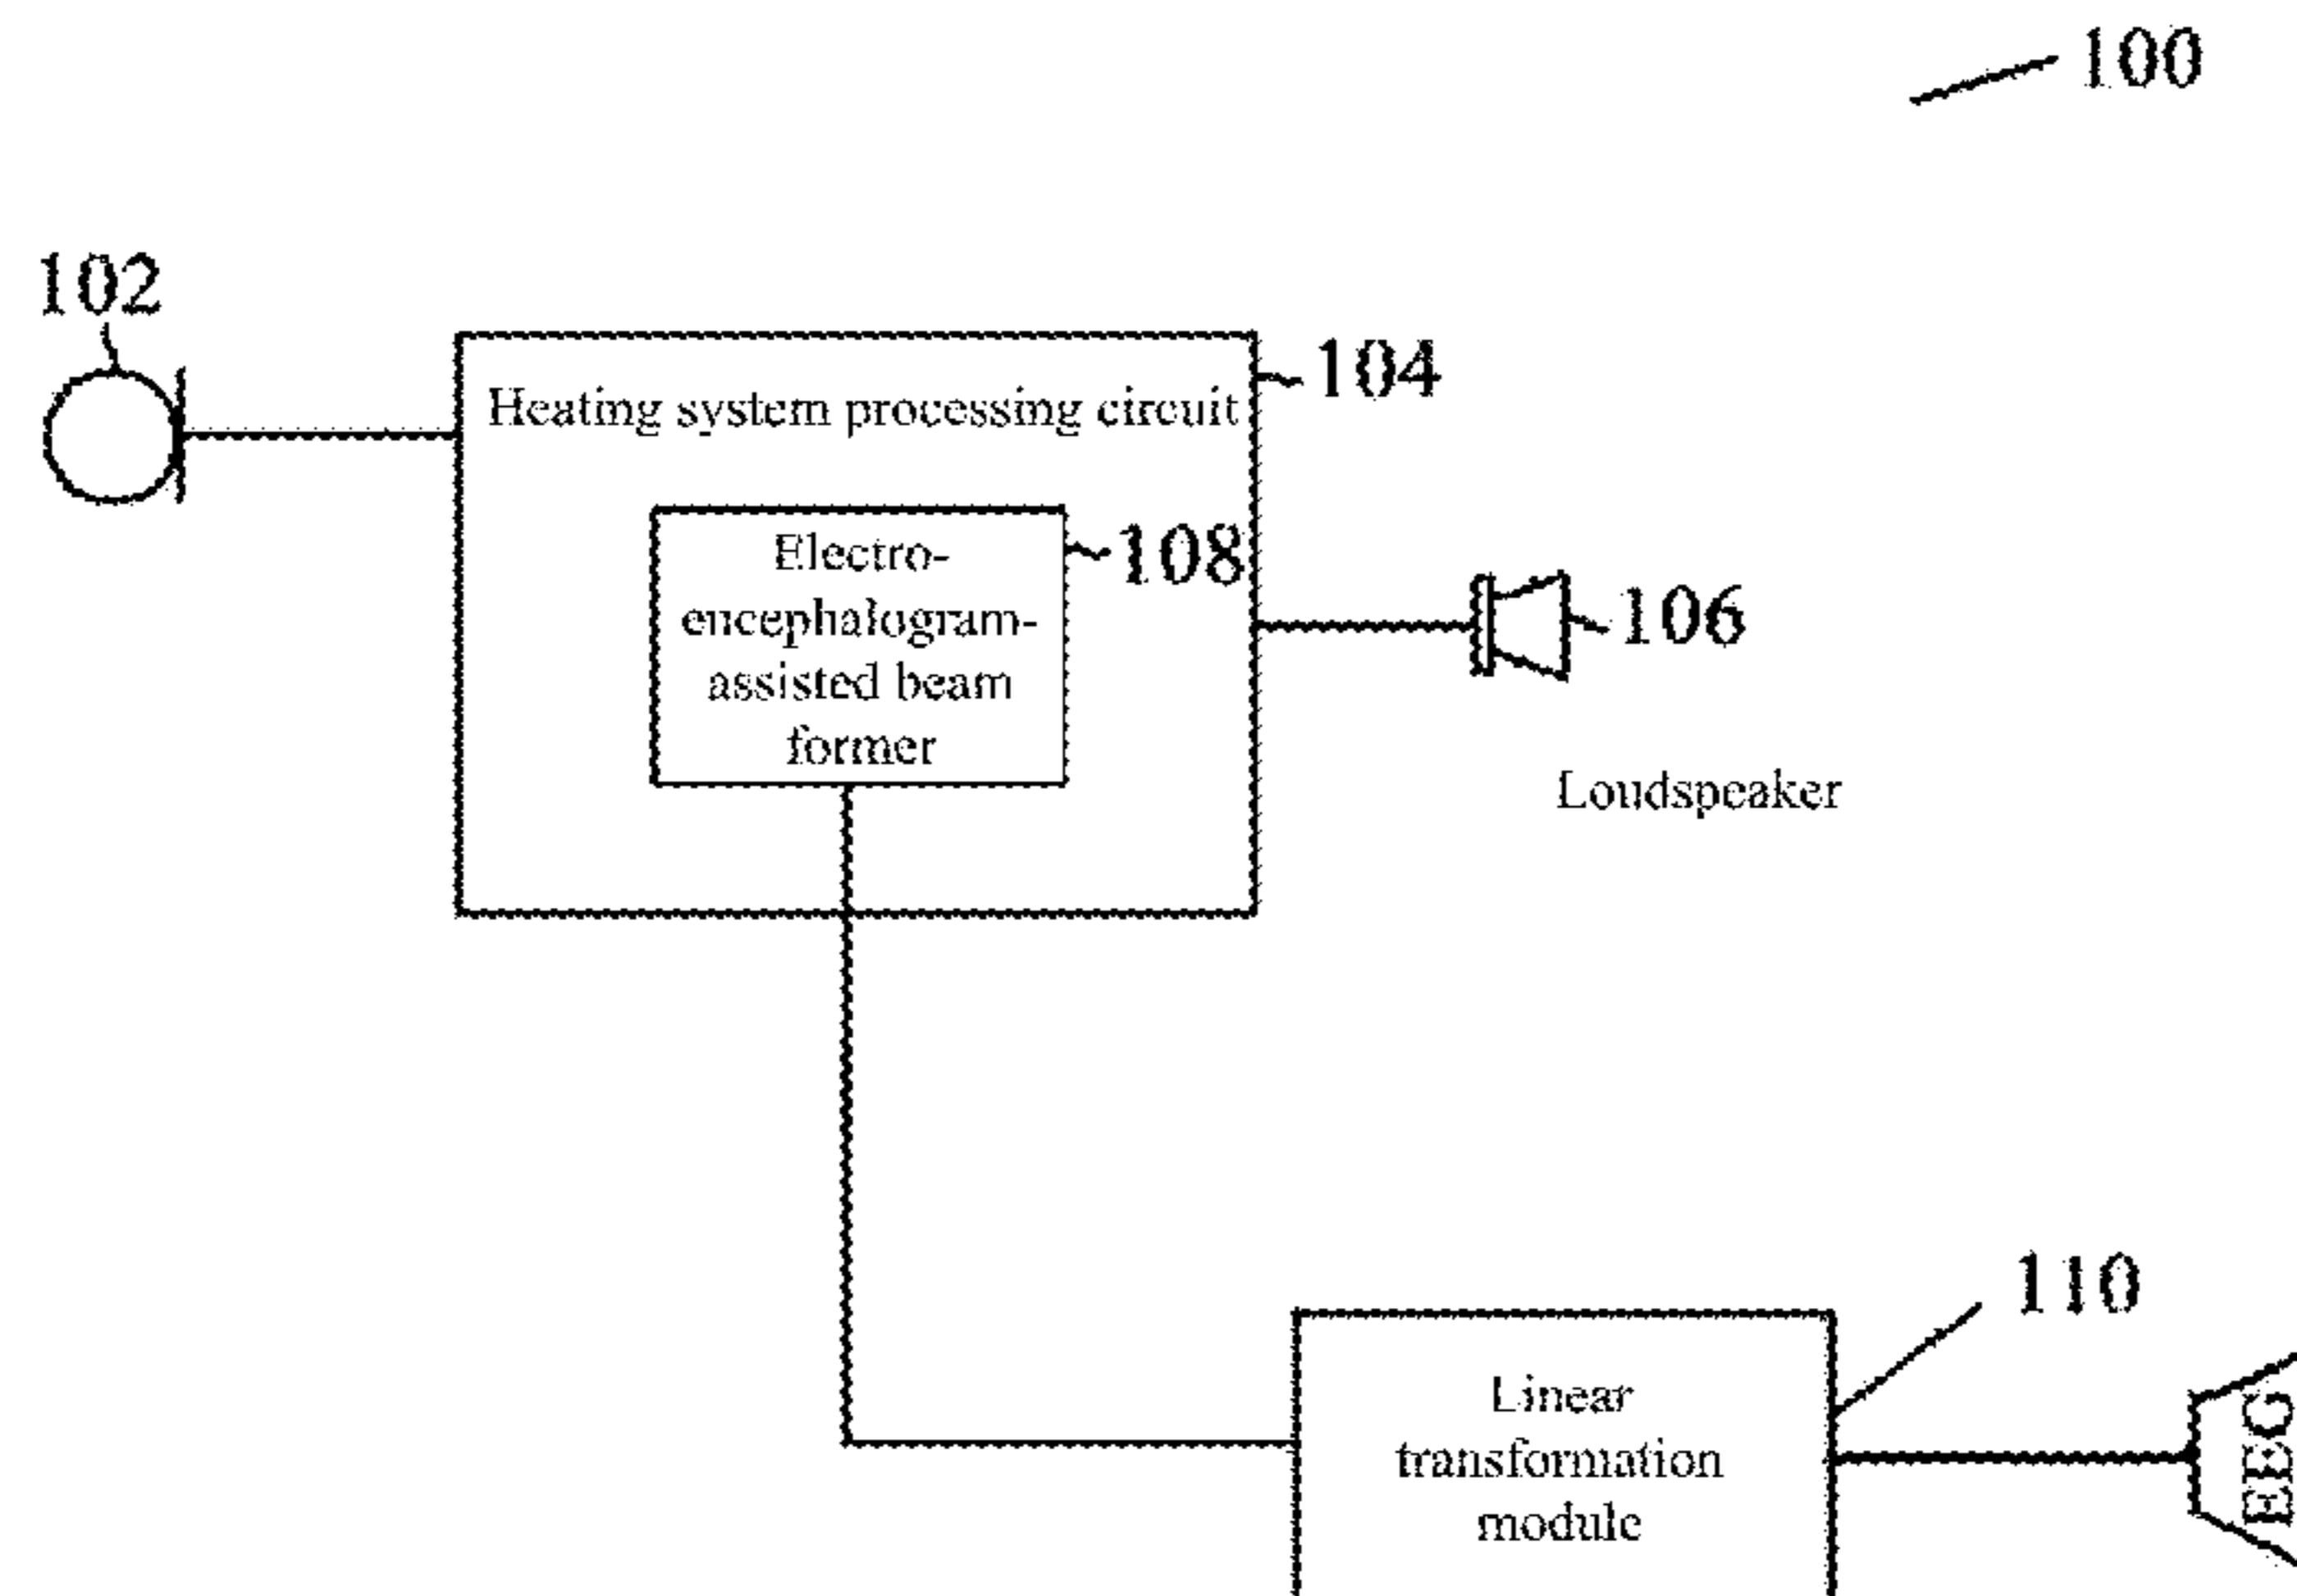 100
102
Heating system processing circuit
104
Electro-
encephalogram-
assisted beam
former
108
106
Loudspeaker
110
Linear
transformation
module
EEG